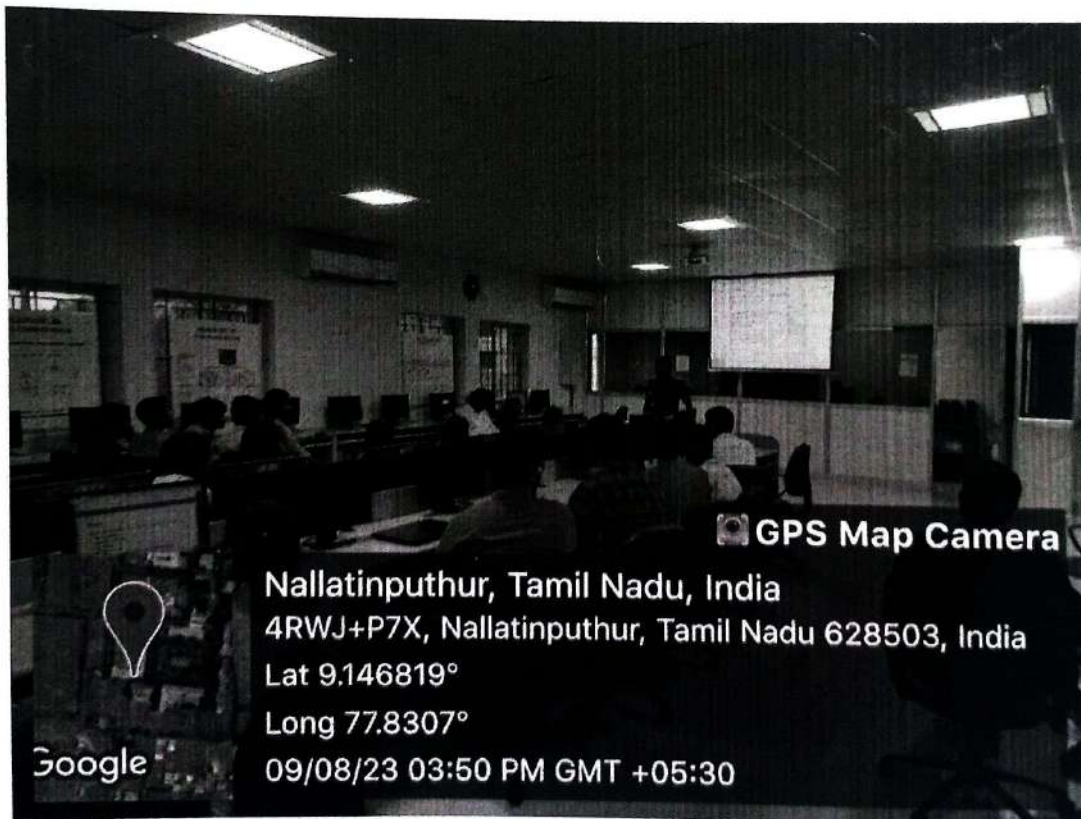 GPS Map Camera
Nallatinputhur, Tamil Nadu, India
4RWJ+P7X, Nallatinputhur, Tamil Nadu 628503, India
Lat 9.146819°
Long 77.8307°
09/08/23 03:50 PM GMT +05:30
Google